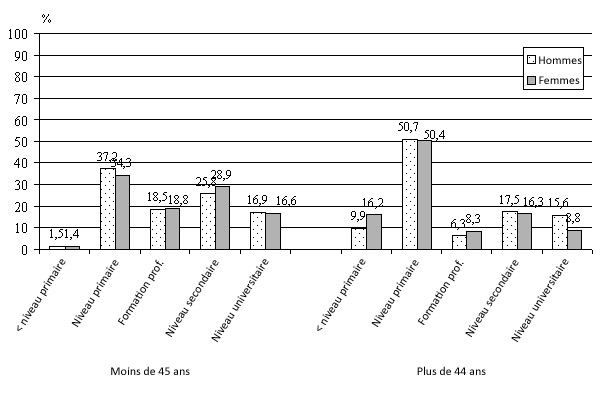 %
100
90
80
70
60
50
40
30
20
10
0
Hommes
Femmes
1,5 1,4
37,2 34,3
18,5 18,8
25,8 28,9
16,9 16,6
9,9 16,2
50,7 50,4
6,3 8,3
17,5 16,3
15,6 8,8
< niveau primaire
Niveau primaire
Formation prof.
Niveau secondaire
Niveau universitaire
< niveau primaire
Niveau primaire
Formation prof.
Niveau secondaire
Niveau universitaire
Moins de 45 ans
Plus de 44 ans